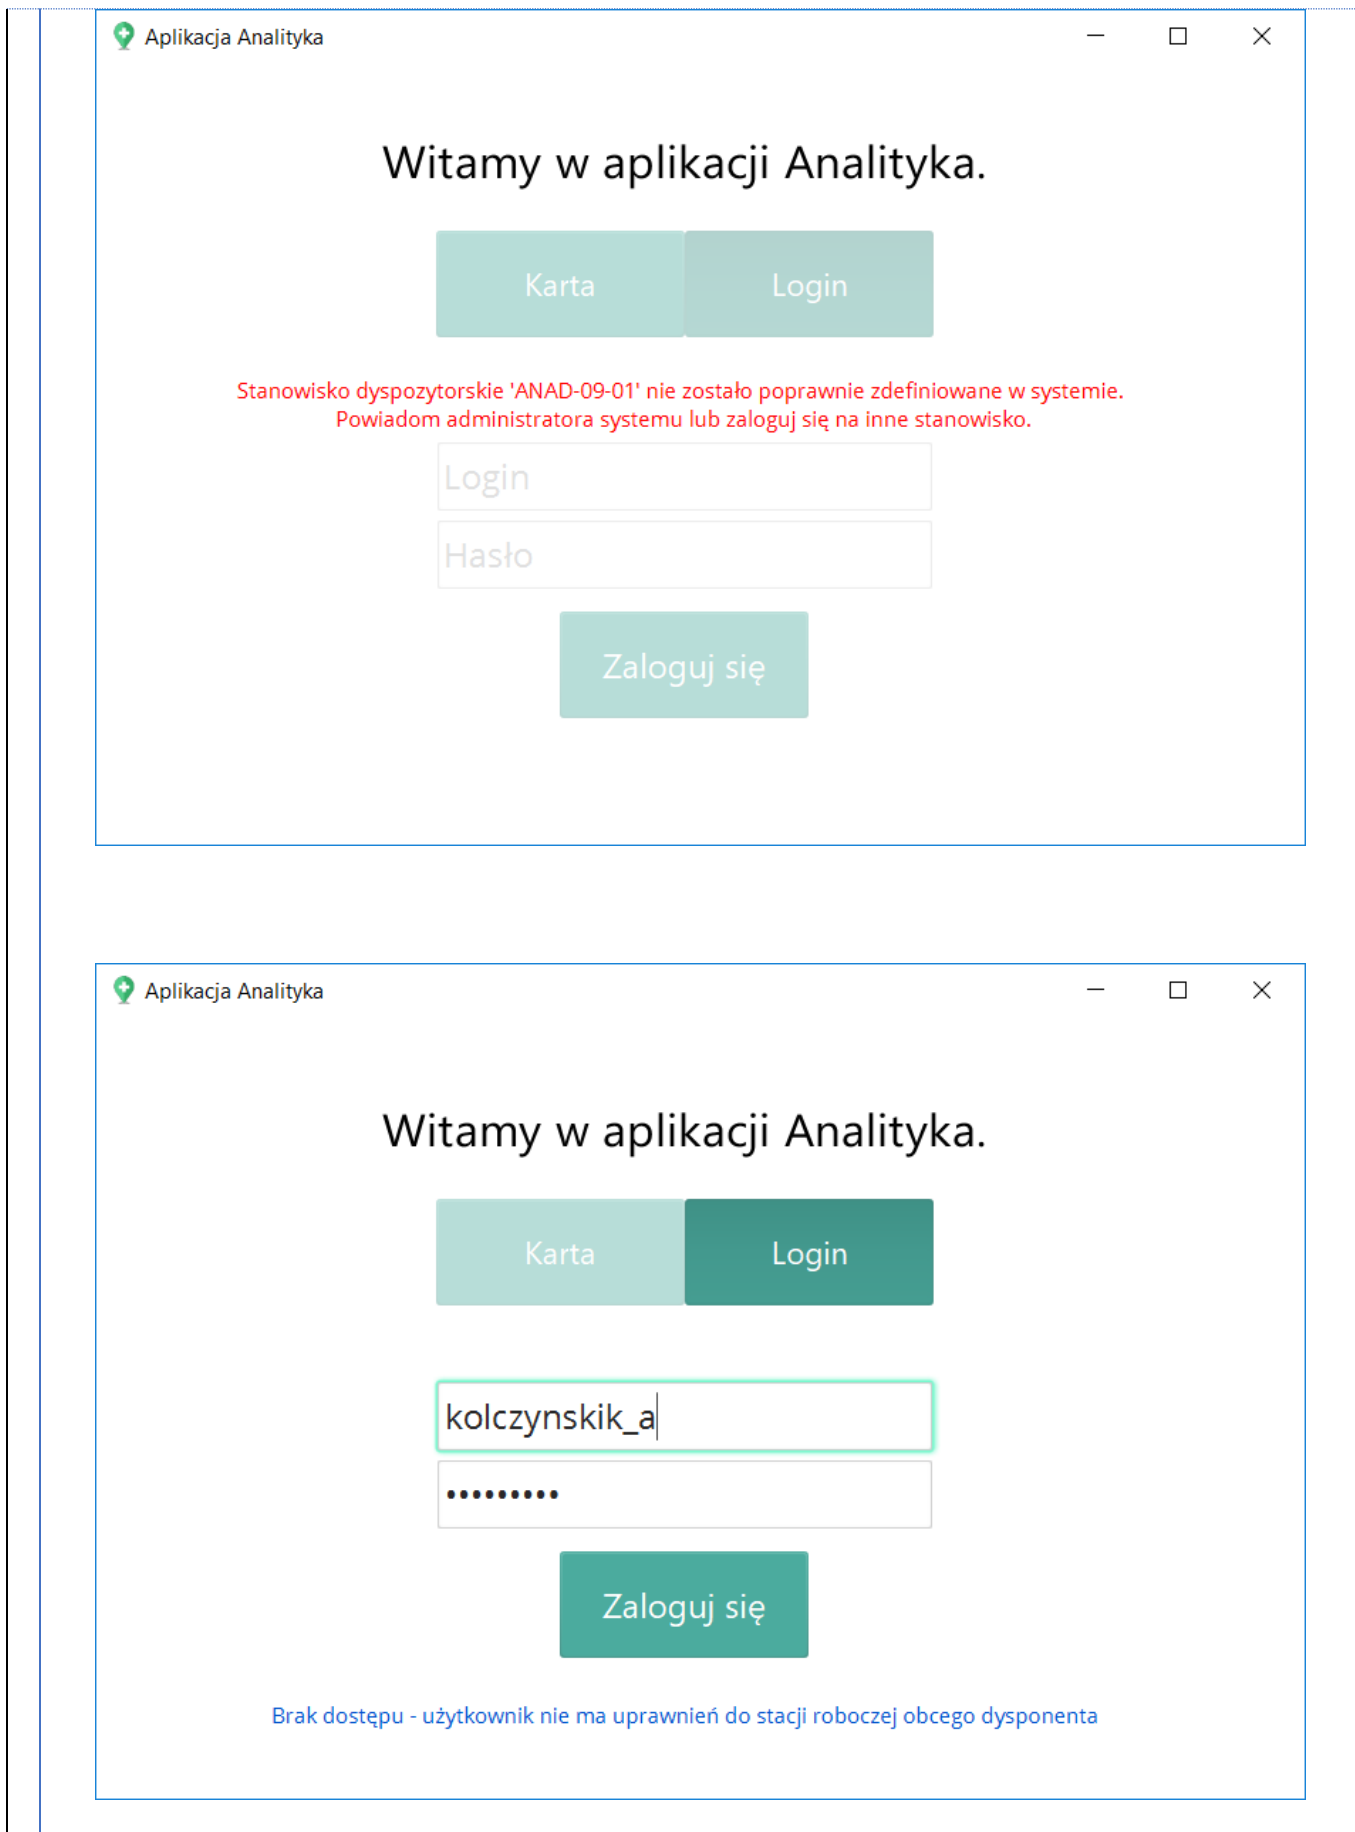 Aplikacja Analityka
Witamy w aplikacji Analityka.
Karta Login
Stanowisko dyspozytorskie 'ANAD-09-01' nie zostało poprawnie zdefiniowane w systemie.
Powiadom administratora systemu lub zaloguj się na inne stanowisko.
Login
Hasło
Zaloguj się
Aplikacja Analityka
Witamy w aplikacji Analityka.
Karta Login
kolczynskik_a
•••••••••
Zaloguj się
Brak dostępu - użytkownik nie ma uprawnień do stacji roboczej obcego dysponenta